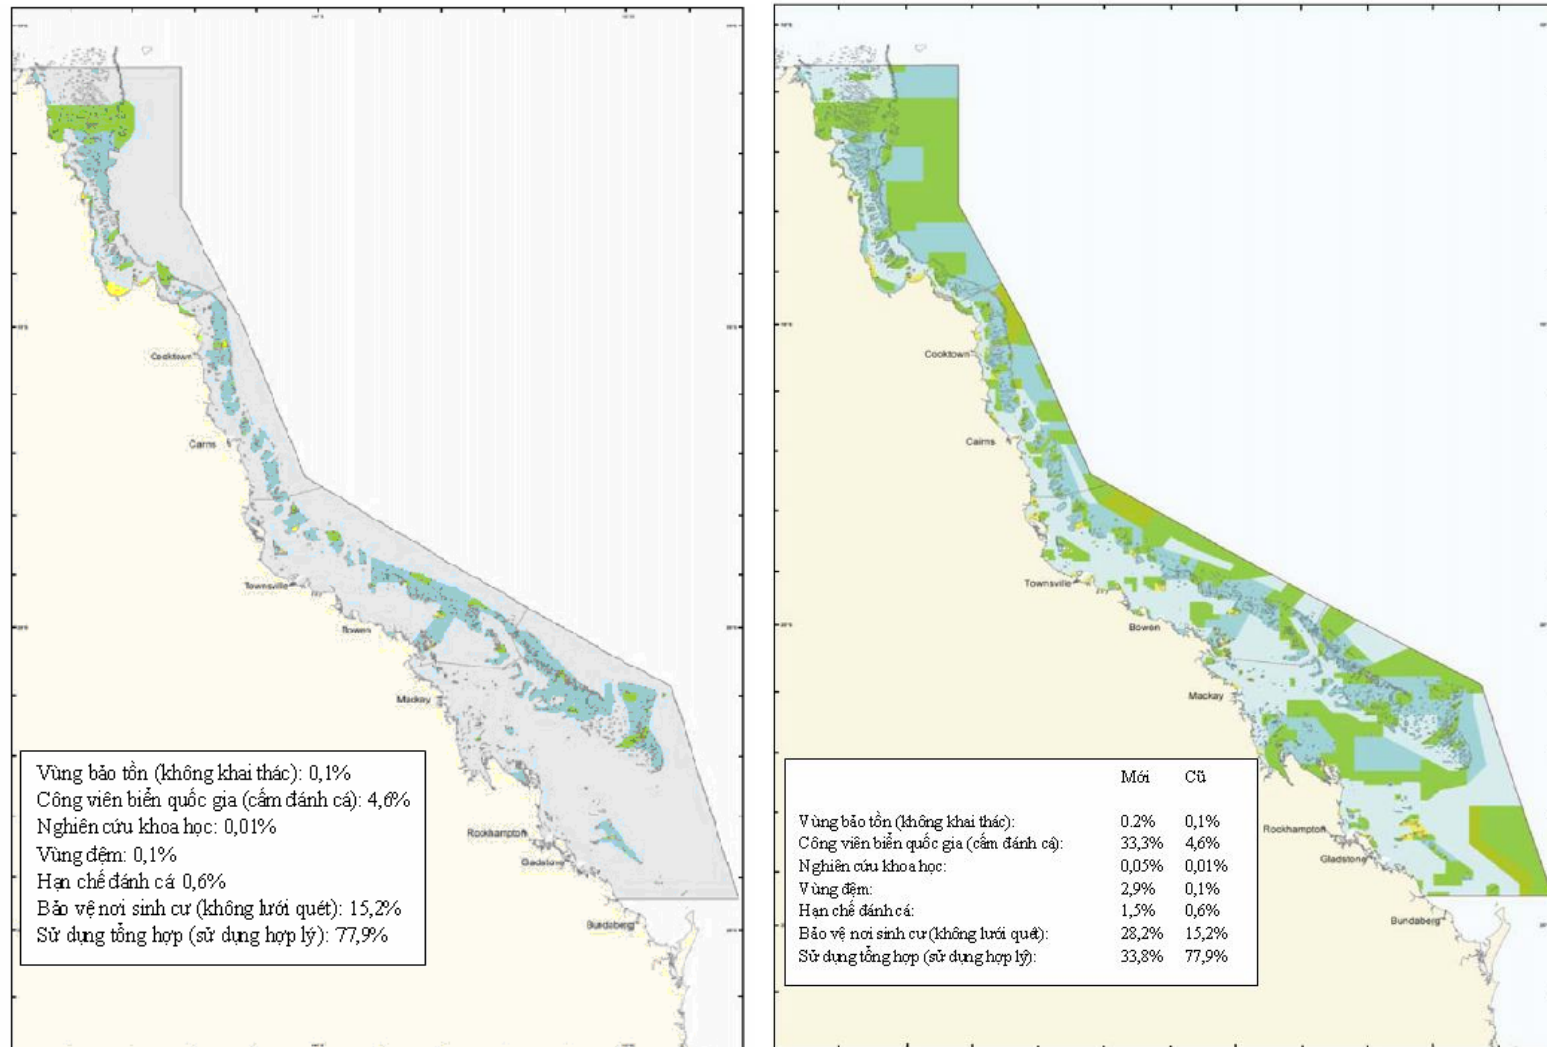 Cooktown
Cairns
Townsville
Bowen
Mackay
Rockhampton
Gladstone
Bundaberg
Vùng bảo tồn (không khai thác): 0,1%
Công viên biển quốc gia (cấm đánh cá): 4,6%
Nghiên cứu khoa học: 0,01%
Vùng đệm: 0,1%
Hạn chế đánh cá: 0,6%
Bảo vệ nơi sinh cư (không lưới quét): 15,2%
Sử dụng tổng hợp (sử dụng hợp lý): 77,9%
Cooktown
Cairns
Townsville
Bowen
Mackay
Rockhampton
Gladstone
Bundaberg
Mới Cũ
Vùng bảo tồn (không khai thác): 0.2% 0,1%
Công viên biển quốc gia (cấm đánh cá): 33,3% 4,6%
Nghiên cứu khoa học: 0,05% 0,01%
Vùng đệm: 2,9% 0,1%
Hạn chế đánh cá: 1,5% 0,6%
Bảo vệ nơi sinh cư (không lưới quét): 28,2% 15,2%
Sử dụng tổng hợp (sử dụng hợp lý): 33,8% 77,9%